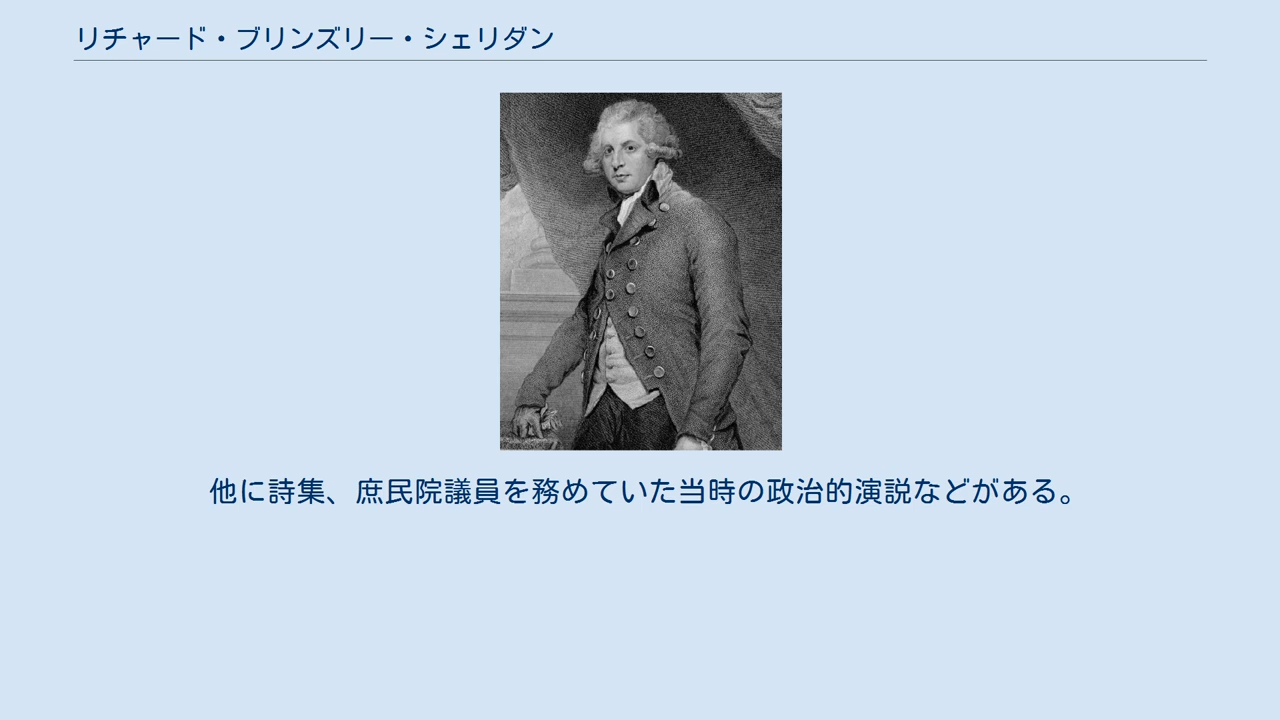 リチャード・ブリンズリー・シェリダン
他に詩集、庶民院議員を務めていた当時の政治的演説などがある。